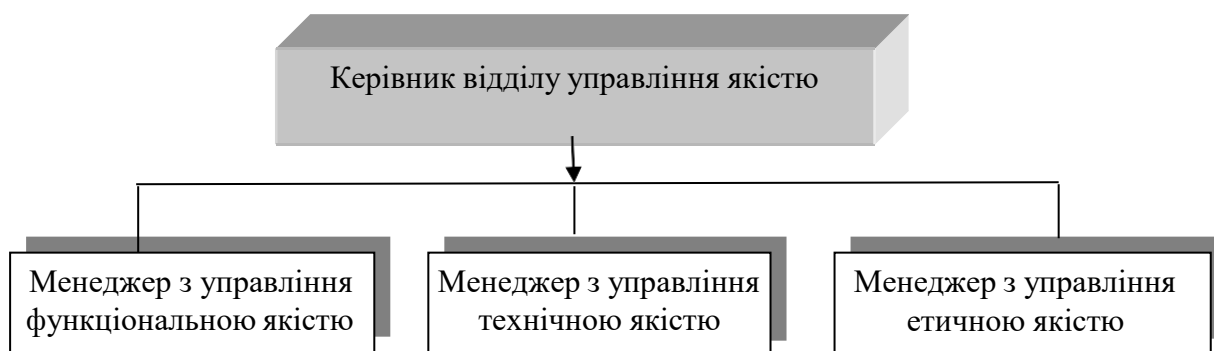 Керівник відділу управління якістю
Менеджер з управління
функціональною якістю
Менеджер з управління
технічною якістю
Менеджер з управління
етичною якістю